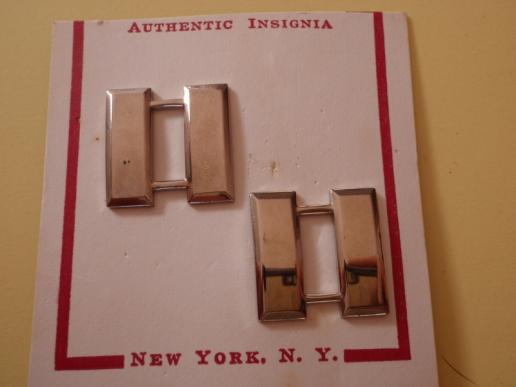 AUTHENTIC INSIGNIA
NEW YORK, N. Y.